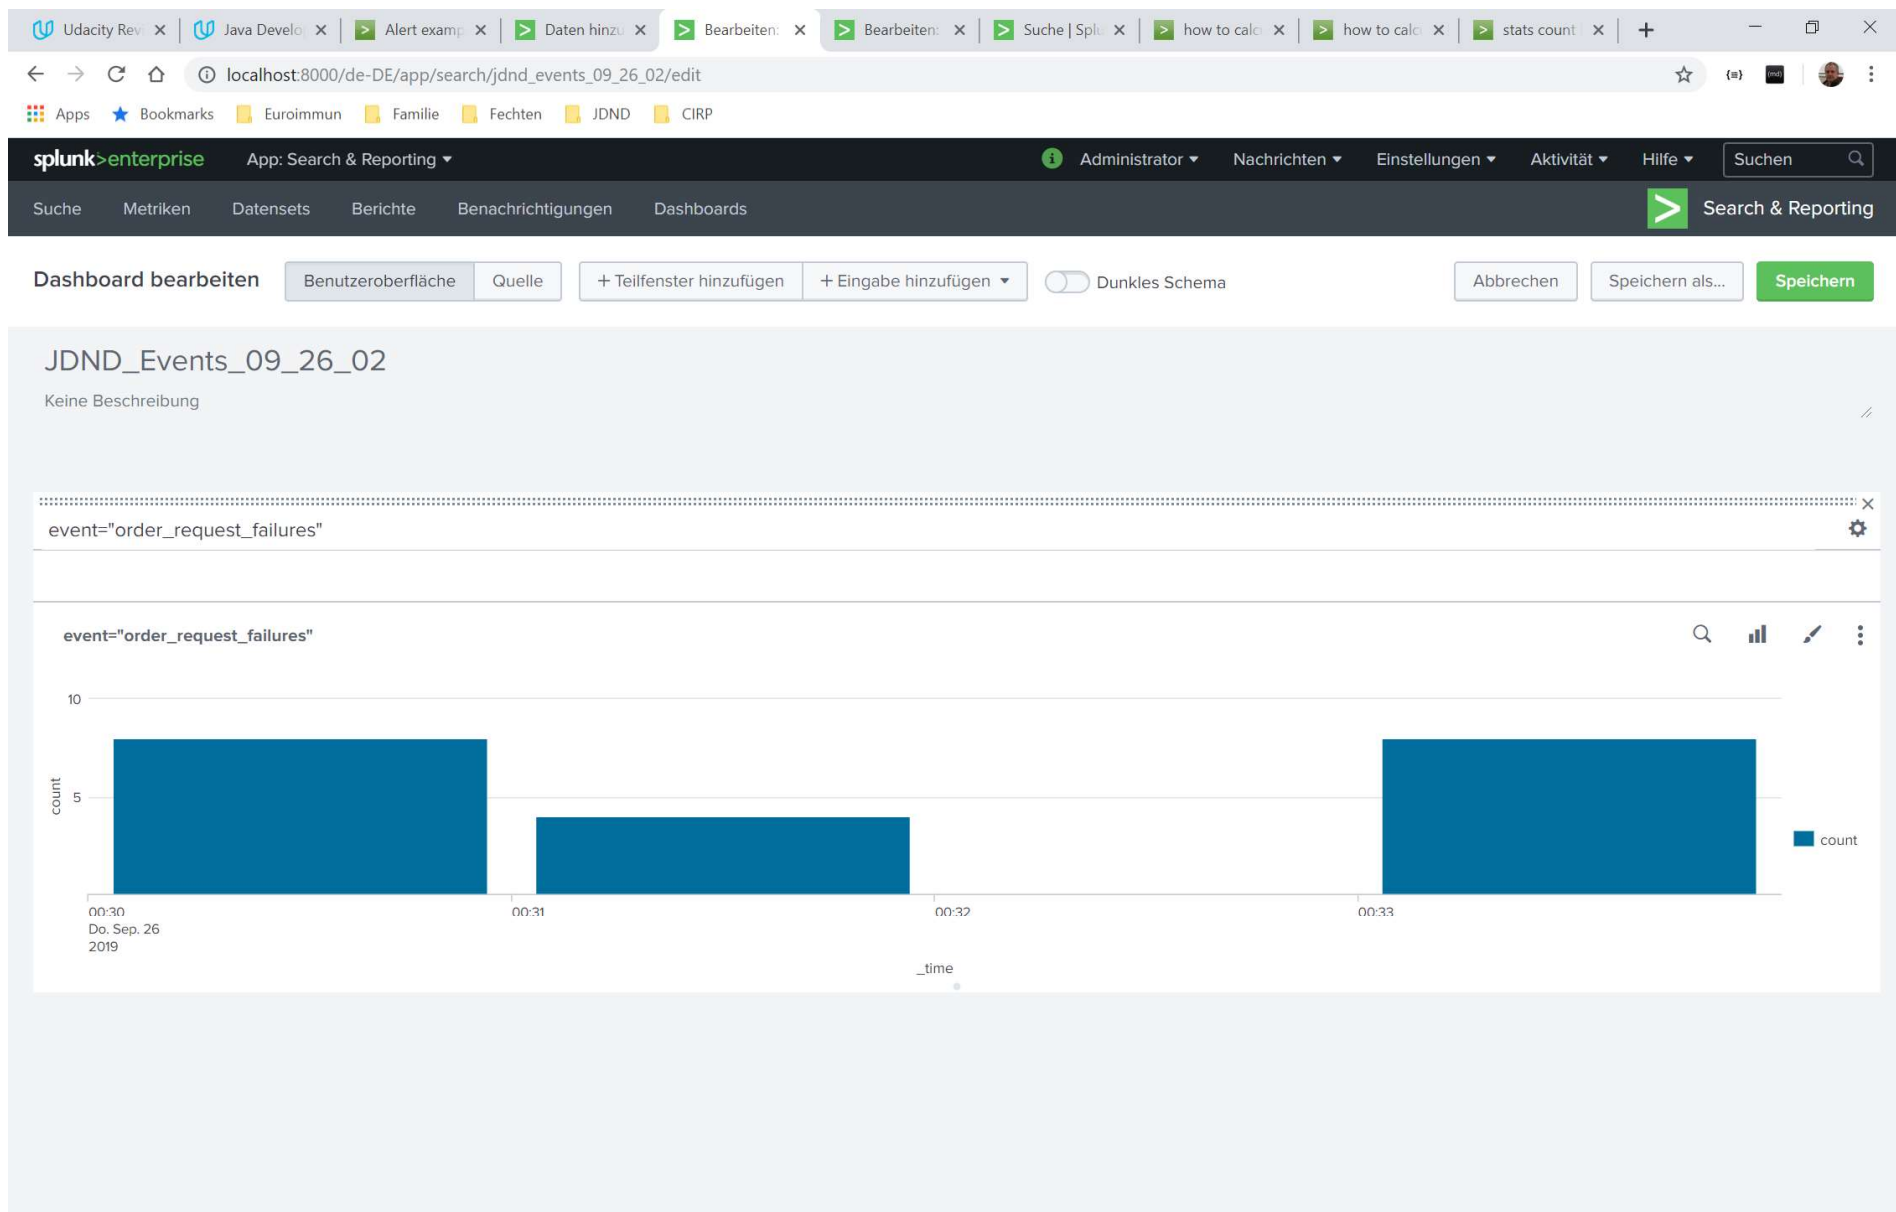 Udacity Rev
Java Develo
Alert examp
Daten hinzu
Bearbeiten:
Bearbeiten:
Suche | Splu
how to calc
how to calc
stats count
localhost:8000/de-DE/app/search/jdnd_events_09_26_02/edit
Apps Bookmarks Euroimmun Familie Fechten JDND CIRP
splunk>enterprise App: Search & Reporting Administrator Nachrichten Einstellungen Aktivität Hilfe Suchen
Suche Metriken Datensets Berichte Benachrichtigungen Dashboards Search & Reporting
Dashboard bearbeiten Benutzeroberfläche Quelle + Teilfenster hinzufügen + Eingabe hinzufügen Dunkles Schema Abbrechen Speichern als... Speichern
JDND_Events_09_26_02
Keine Beschreibung
event="order_request_failures"
event="order_request_failures"
10
5
count
count
00:30 00:31 00:32 00:33
Do. Sep. 26
2019
_time